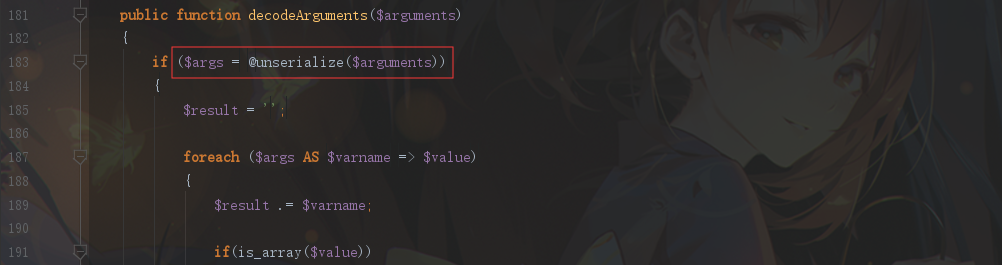 181 public function decodeArguments($arguments)
182 {
183 if ($args = @unserialize($arguments))
184 {
185 $result = '';
186
187 foreach ($args AS $varname => $value)
188 {
189 $result .= $varname;
190
191 if(is_array($value))